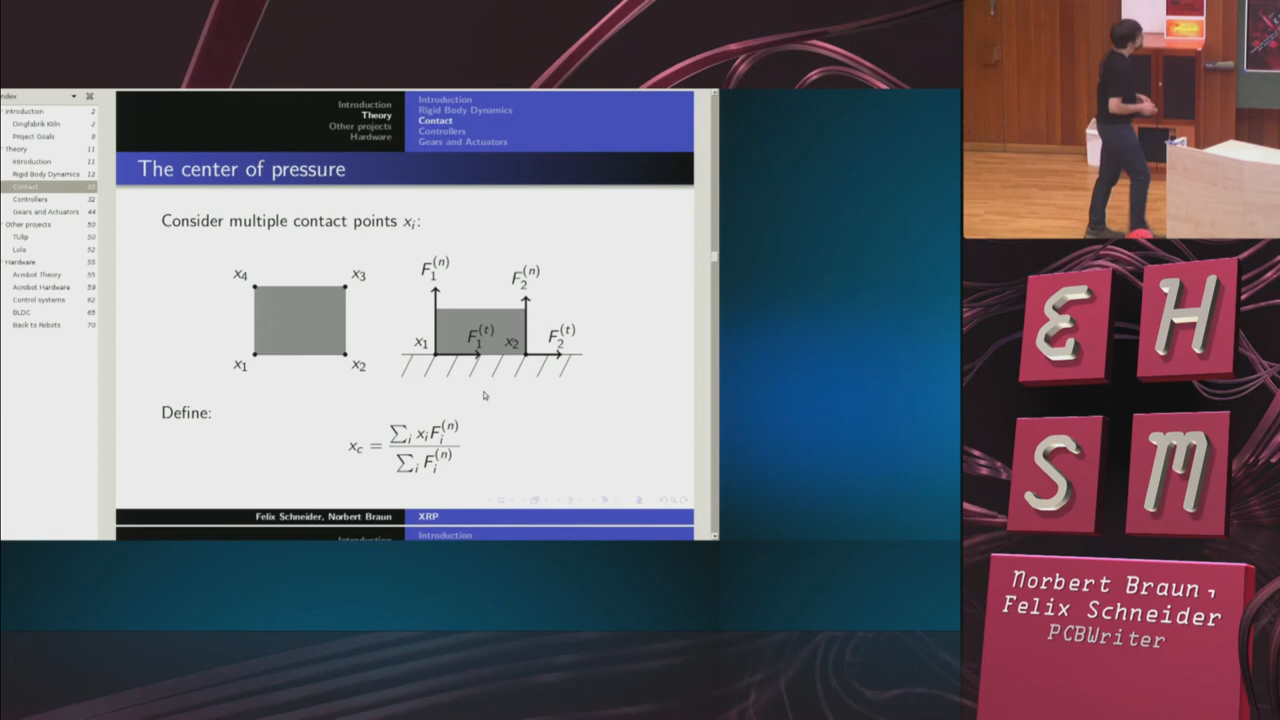 ndex
Introduction 2
Dingfabrik Köln 2
Project Goals 8
Theory 11
Introduction 11
Rigid Body Dynamics 12
Contact 25
Controllers 32
Gears and Actuators 44
Other projects 50
TUlip 50
Lola 52
Hardware 55
Acrobot Theory 55
Acrobot Hardware 59
Control systems 62
BLDC 65
Back to Robots 70
Introduction
Theory
Other projects
Hardware
Introduction
Rigid Body Dynamics
Contact
Controllers
Gears and Actuators
The center of pressure
Consider multiple contact points xᵢ:
x₄ x₃
x₁ x₂
F₁⁽ⁿ⁾ F₂⁽ⁿ⁾
x₁ F₁⁽ᵗ⁾ x₂ F₂⁽ᵗ⁾
Define:
x_c = ∑ᵢ xᵢFᵢ⁽ⁿ⁾ / ∑ᵢ Fᵢ⁽ⁿ⁾
Felix Schneider, Norbert Braun XRP
Introduction Introduction
E H
S M
Norbert Braun,
Felix Schneider
PCBWriter